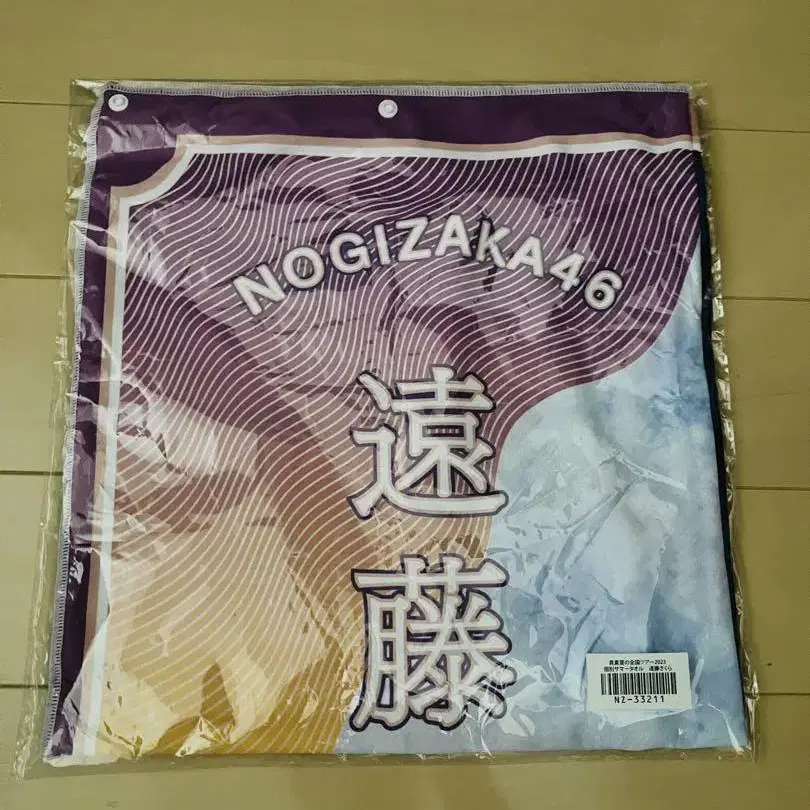 NOGIZAKA46
遠
藤
真夏の全国ツアー2023
個別サマータオル 遠藤さくら
NZ-33211